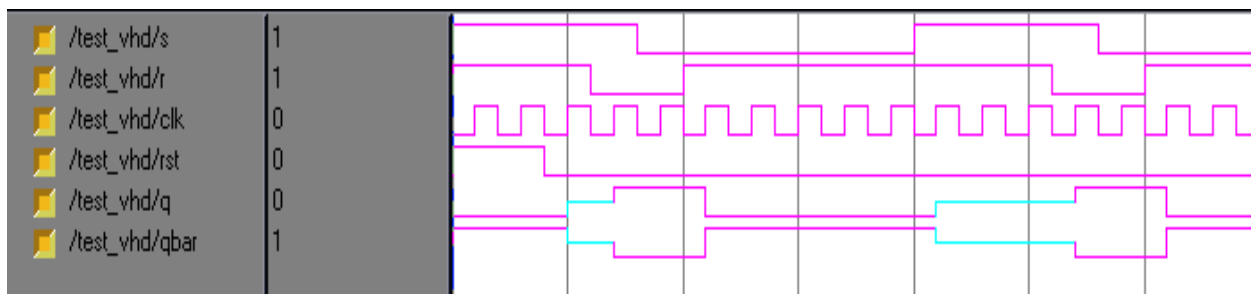 /test_vhd/s 1
/test_vhd/r 1
/test_vhd/clk 0
/test_vhd/rst 0
/test_vhd/q 0
/test_vhd/qbar 1